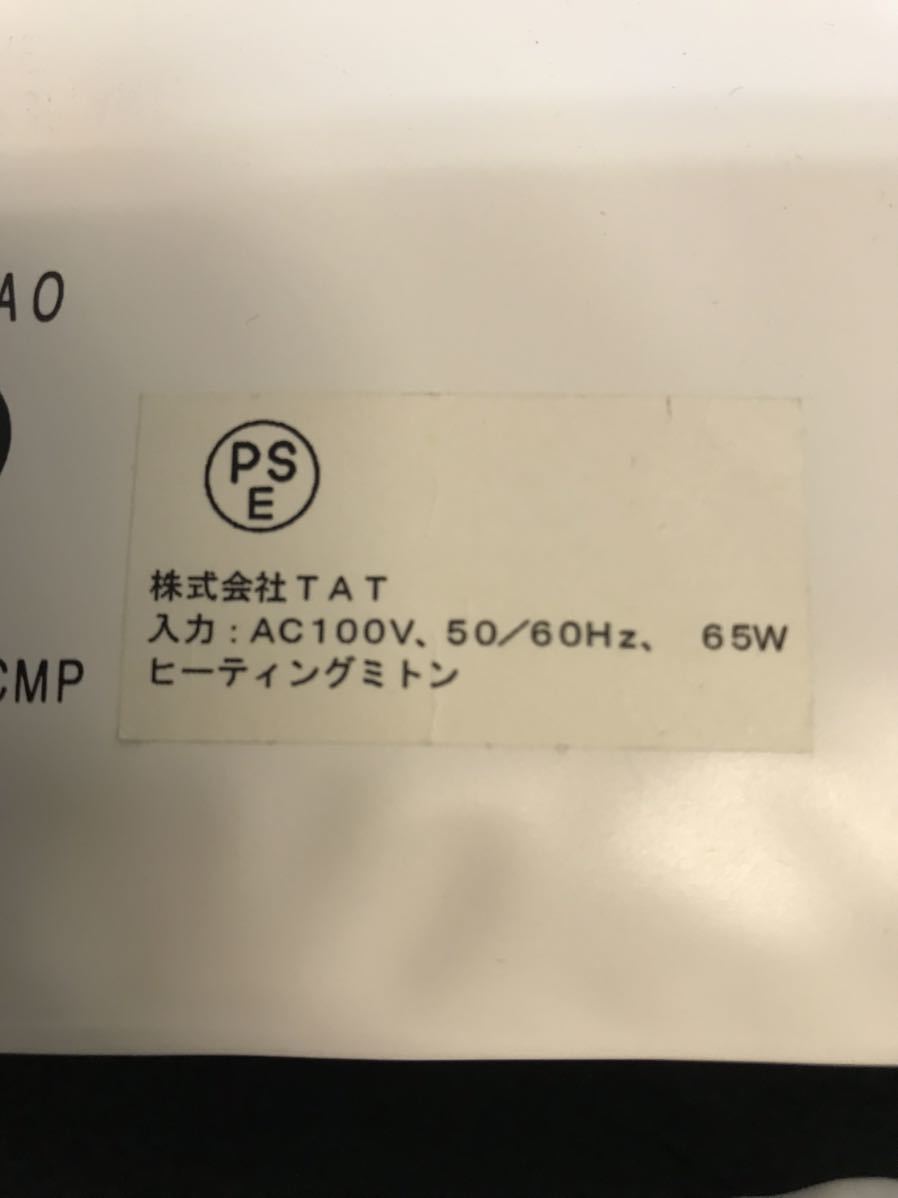 AO
PS
E
株式会社TAT
入力：AC100V、50/60Hz、 65W
CMP
ヒーティングミトン